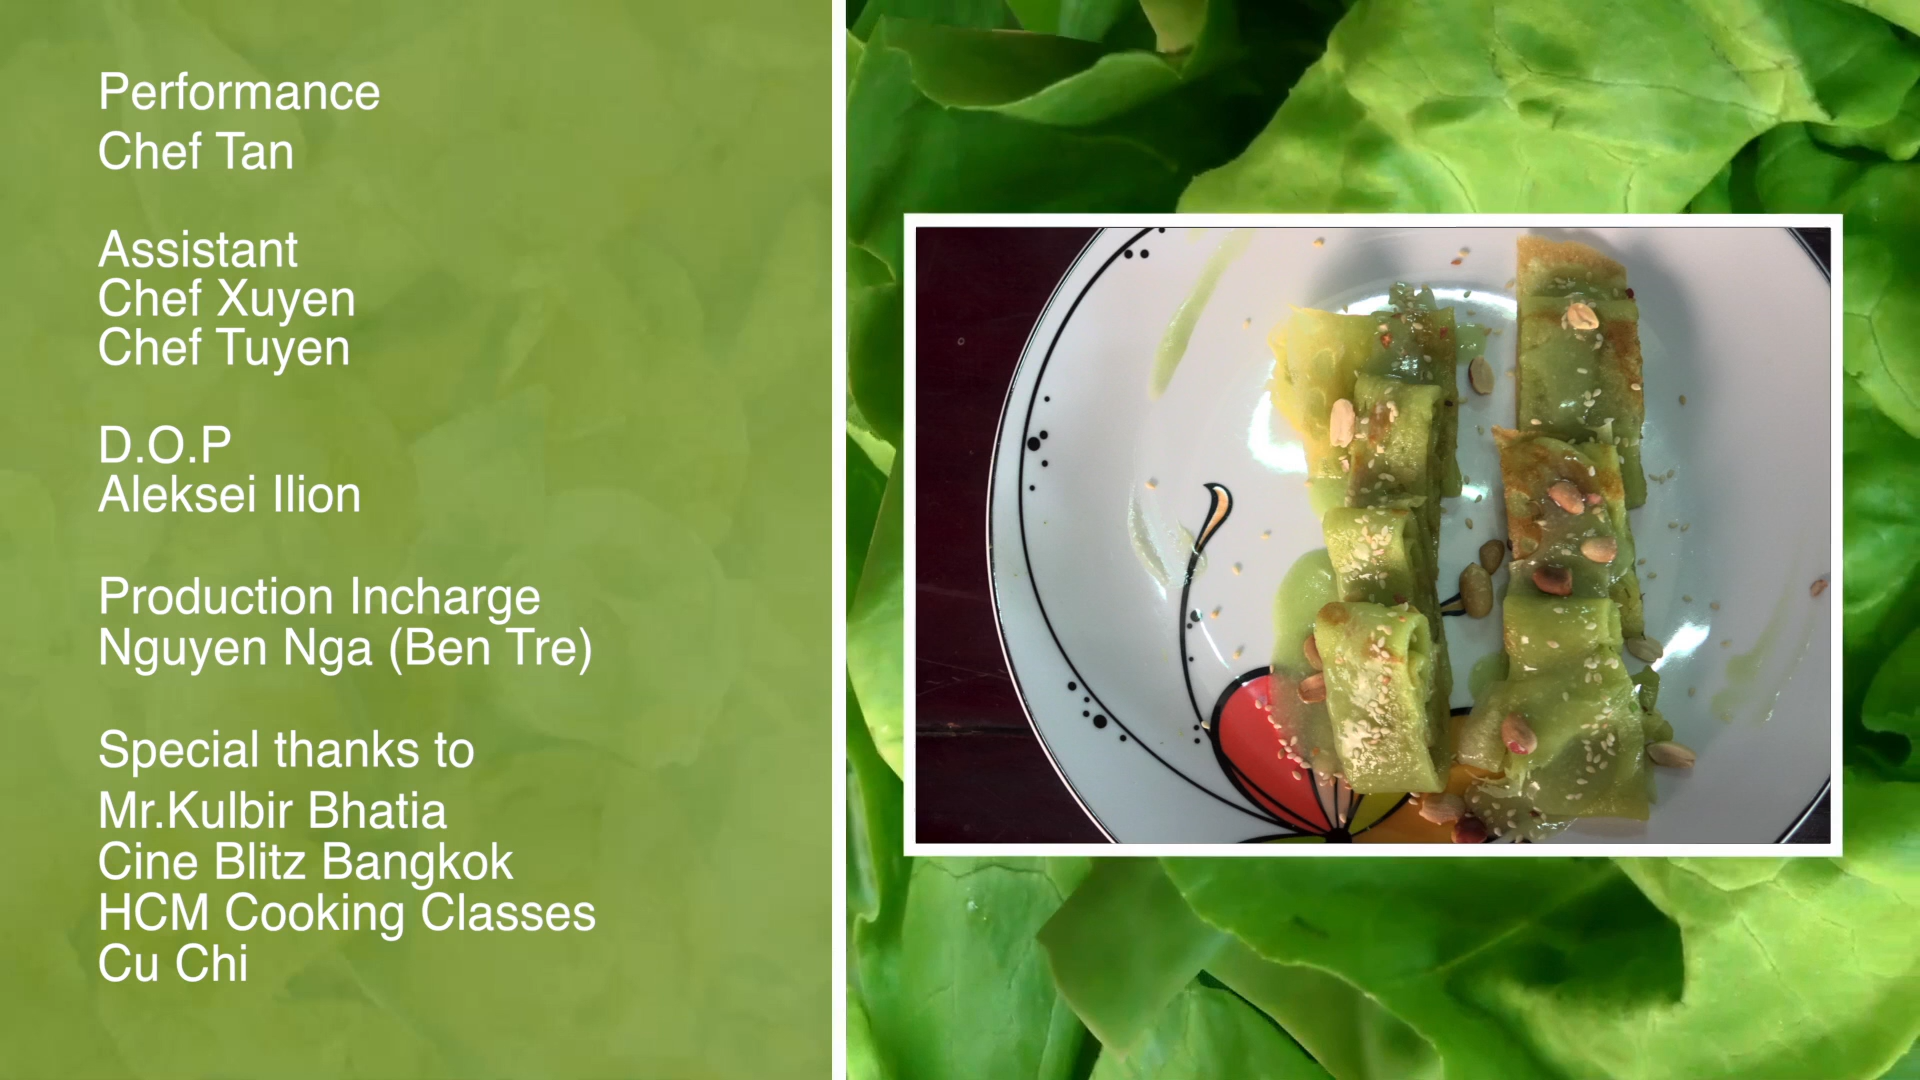 Performance
Chef Tan
Assistant
Chef Xuyen
Chef Tuyen
D.O.P
Aleksei Ilion
Production Incharge
Nguyen Nga (Ben Tre)
Special thanks to
Mr.Kulbir Bhatia
Cine Blitz Bangkok
HCM Cooking Classes
Cu Chi